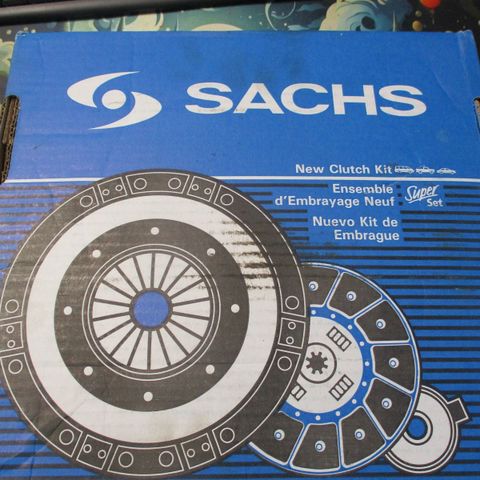 SACHS
New Clutch Kit
Ensemble
d'Embrayage Neuf
Super
Set
Nuevo Kit de
Embrague